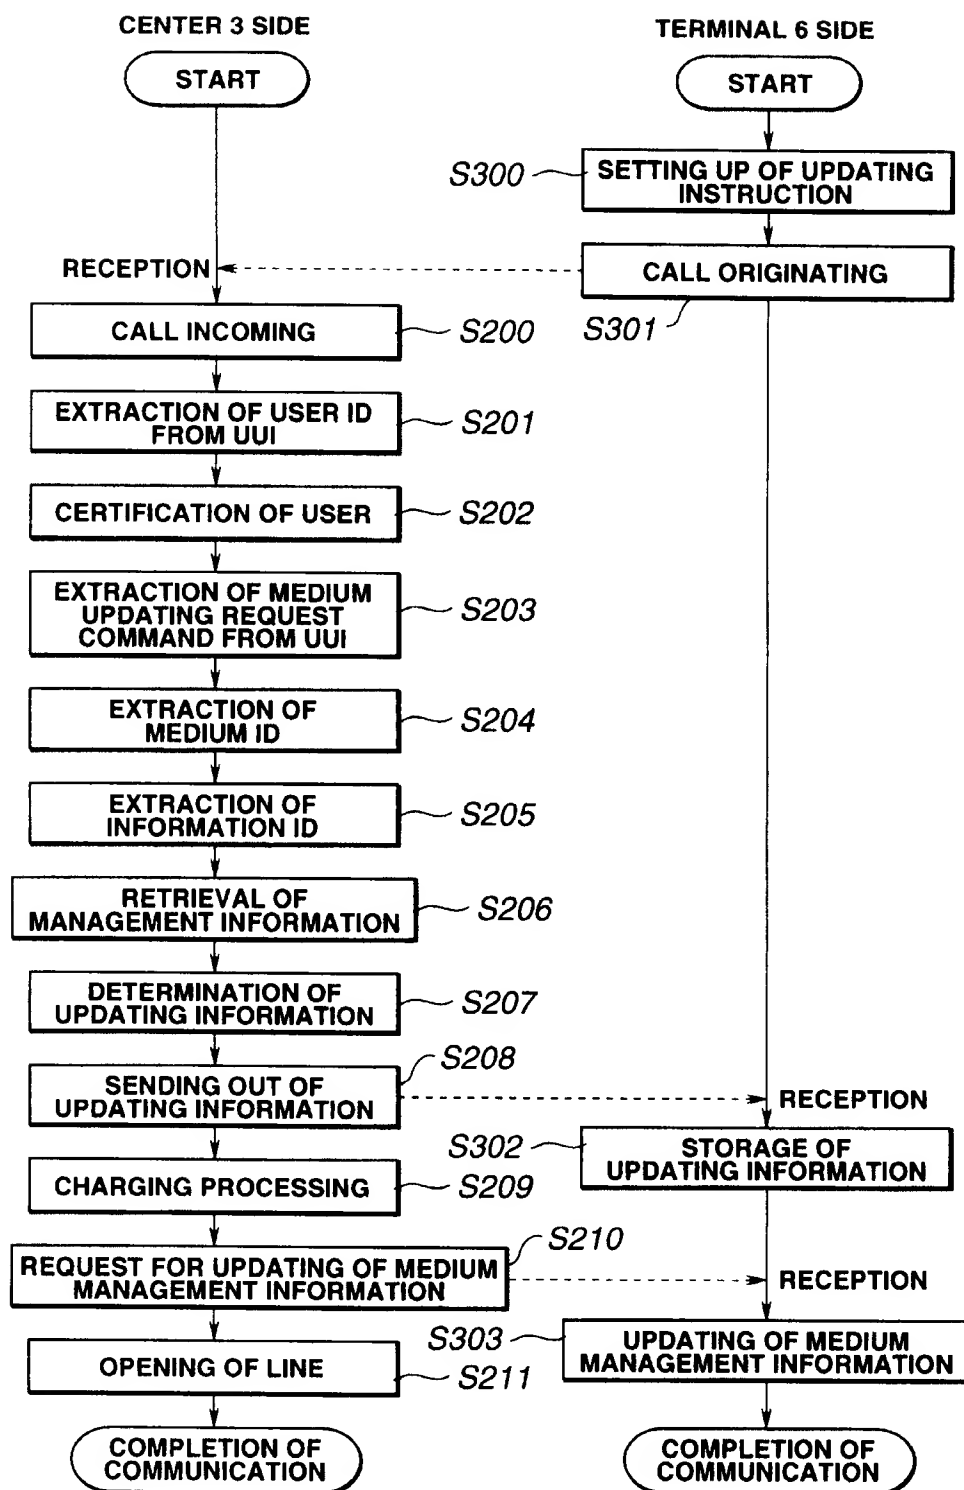 CENTER 3 SIDE
TERMINAL 6 SIDE
START
START
S300
SETTING UP OF UPDATING
INSTRUCTION
RECEPTION
CALL ORIGINATING
S301
CALL INCOMING
S200
EXTRACTION OF USER ID
FROM UUI
S201
CERTIFICATION OF USER
S202
EXTRACTION OF MEDIUM
UPDATING REQUEST
COMMAND FROM UUI
S203
EXTRACTION OF
MEDIUM ID
S204
EXTRACTION OF
INFORMATION ID
S205
RETRIEVAL OF
MANAGEMENT INFORMATION
S206
DETERMINATION OF
UPDATING INFORMATION
S207
S208
SENDING OUT OF
UPDATING INFORMATION
RECEPTION
S302
STORAGE OF
UPDATING INFORMATION
CHARGING PROCESSING
S209
S210
REQUEST FOR UPDATING OF MEDIUM
MANAGEMENT INFORMATION
RECEPTION
S303
UPDATING OF MEDIUM
MANAGEMENT INFORMATION
OPENING OF LINE
S211
COMPLETION OF
COMMUNICATION
COMPLETION OF
COMMUNICATION